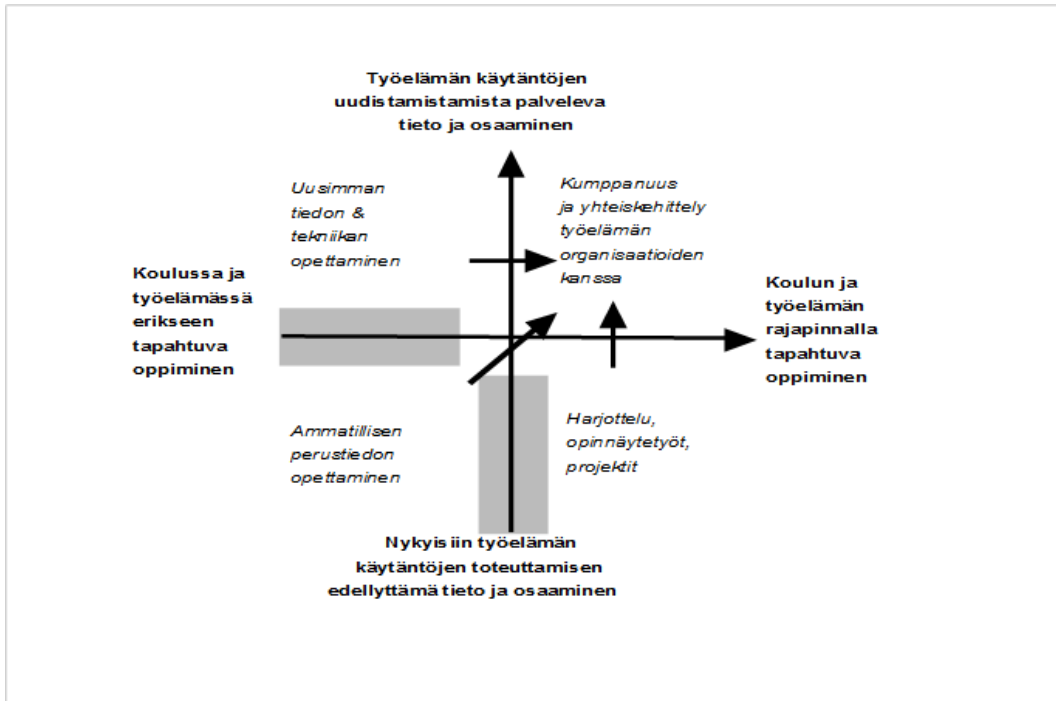 Työelämän käytäntöjen
uudistamistamista palveleva
tieto ja osaaminen
Uusimman
tiedon &
tekniikan
opettaminen
Kumppanuus
ja yhteiskehittely
työelämän
organisaatioiden
kanssa
Koulussa ja
työelämässä
erikseen
tapahtuva
oppiminen
Koulun ja
työelämän
rajapinnalla
tapahtuva
oppiminen
Ammatillisen
perustiedon
opettaminen
Harjottelu,
opinnäytetyöt,
projektit
Nykyisiin työelämän
käytäntöjen toteuttamisen
edellyttämä tieto ja osaaminen